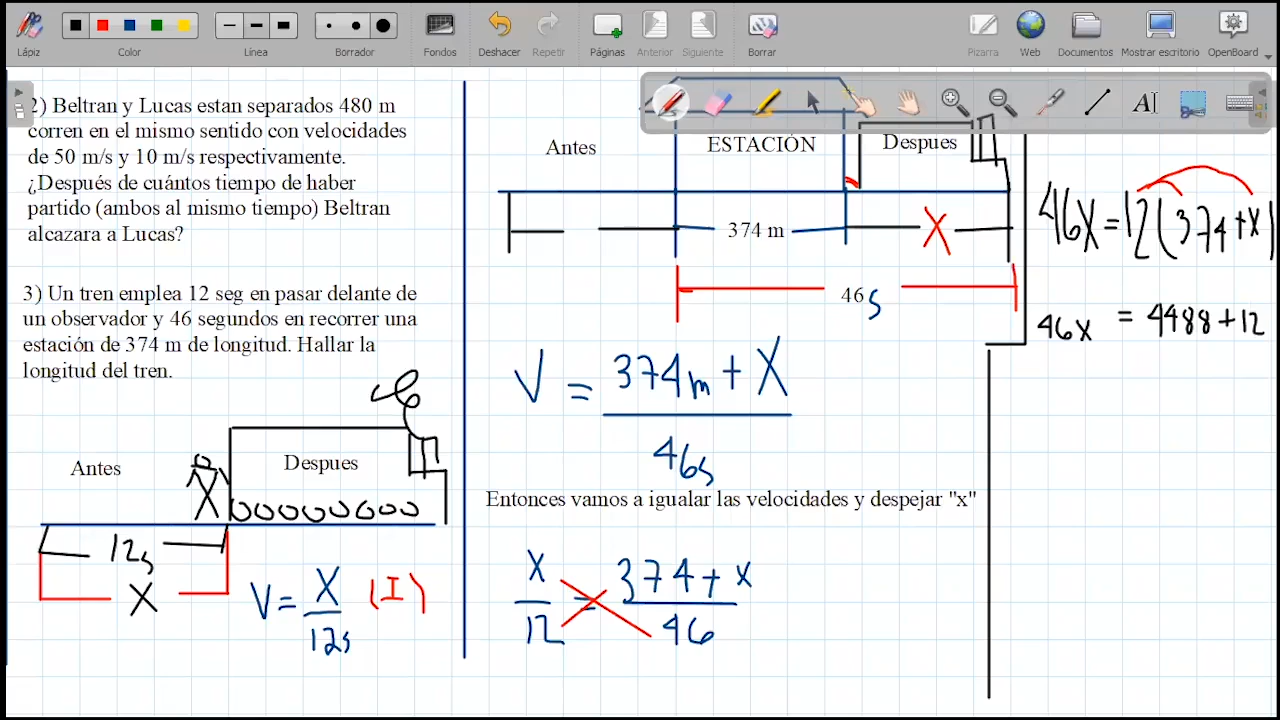 Lápiz
Color
Línea
Borrador
Fondos
Deshacer
Repetir
Páginas
Anterior
Siguiente
Borrar
Pizarra
Web
Documentos
Mostrar escritorio
OpenBoard
2) Beltran y Lucas estan separados 480 m
corren en el mismo sentido con velocidades
de 50 m/s y 10 m/s respectivamente.
¿Después de cuántos tiempo de haber
partido (ambos al mismo tiempo) Beltran
alcazara a Lucas?
3) Un tren emplea 12 seg en pasar delante de
un observador y 46 segundos en recorrer una
estación de 374 m de longitud. Hallar la
longitud del tren.
Antes
Despues
12s
X
V = X/12s (I)
Antes
ESTACIÓN
Despues
374 m
X
46 s
V = 374m + X / 46s
Entonces vamos a igualar las velocidades y despejar "x"
x/12 = 374 + x / 46
46X = 12(374+x)
46x = 4488 + 12